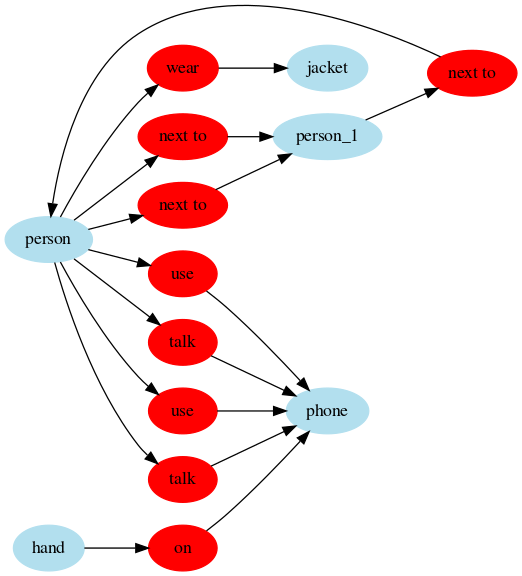 wear
jacket
next to
next to
person_1
next to
person
use
talk
use
phone
talk
hand
on